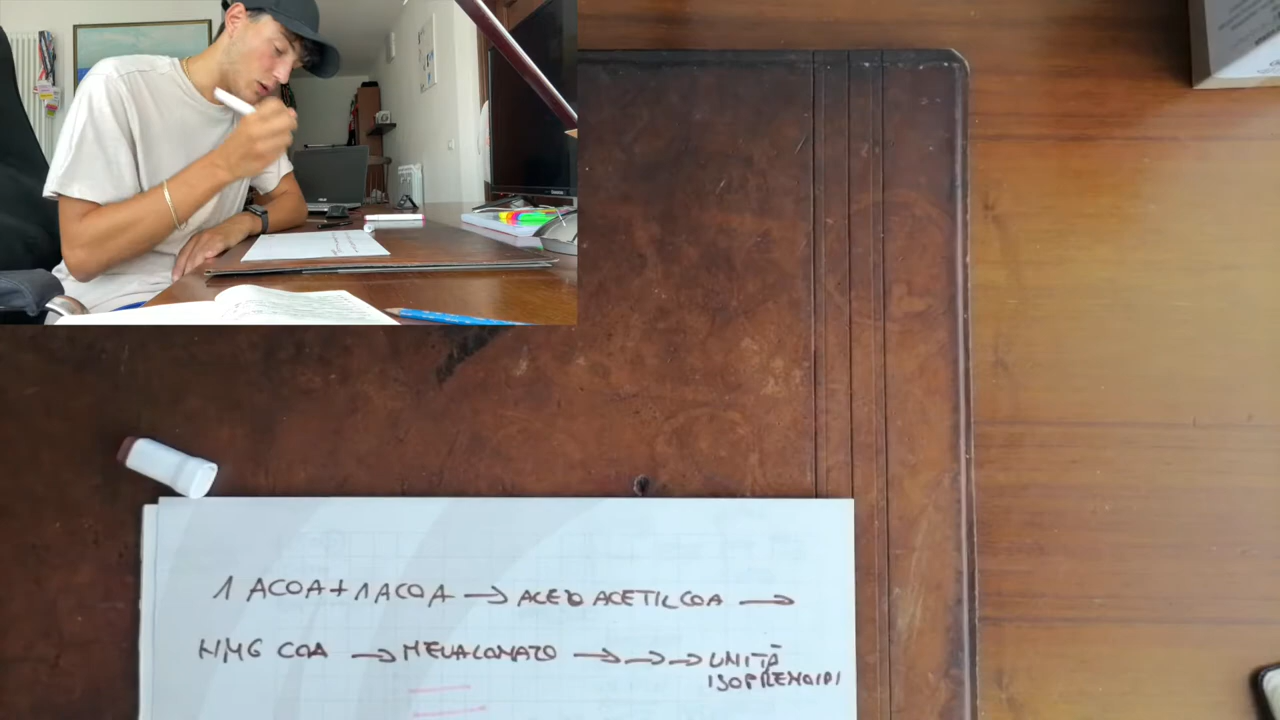 1 ACOA + 1 ACOA → ACETO ACETIL COA →
HMG COA → MEVALONATO → → → UNITÀ
ISOPRENOIDI